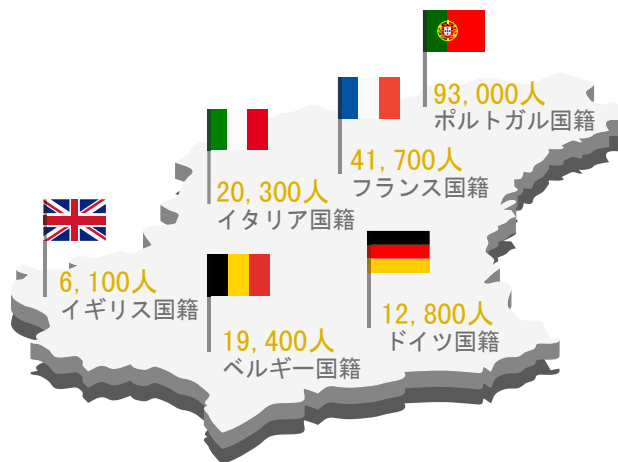 93,000人
ポルトガル国籍
41,700人
フランス国籍
20,300人
イタリア国籍
6,100人
イギリス国籍
12,800人
ドイツ国籍
19,400人
ベルギー国籍